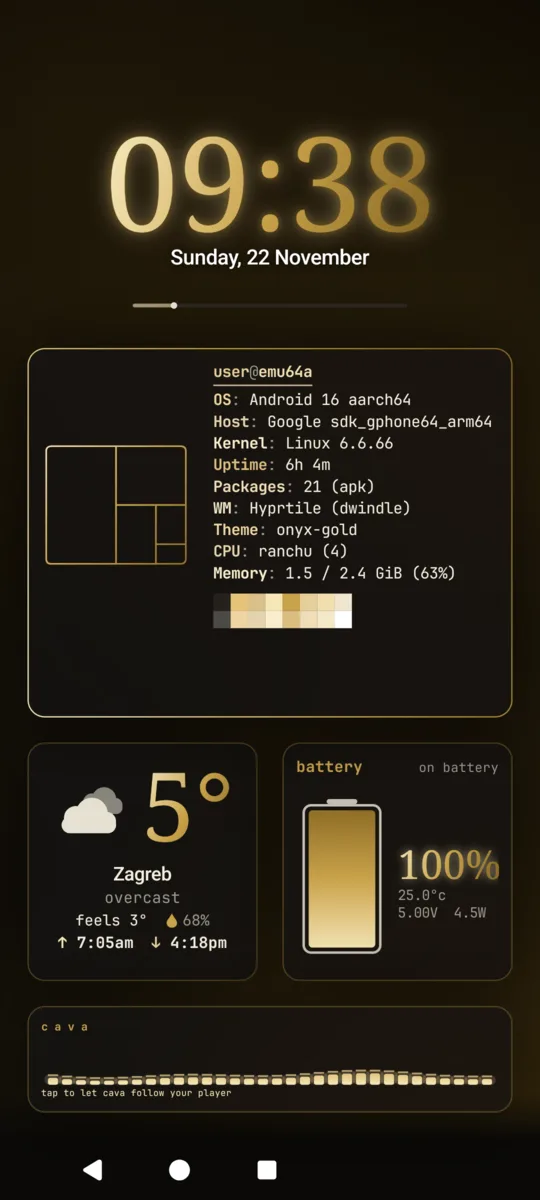 09:38
Sunday, 22 November
user@emu64a
OS: Android 16 aarch64
Host: Google sdk_gphone64_arm64
Kernel: Linux 6.6.66
Uptime: 6h 4m
Packages: 21 (apk)
WM: Hyprtile (dwindle)
Theme: onyx-gold
CPU: ranchu (4)
Memory: 1.5 / 2.4 GiB (63%)
5°
Zagreb
overcast
feels 3° 68%
↑ 7:05am ↓ 4:18pm
battery on battery
100%
25.0°c
5.00V 4.5W
cava
tap to let cava follow your player